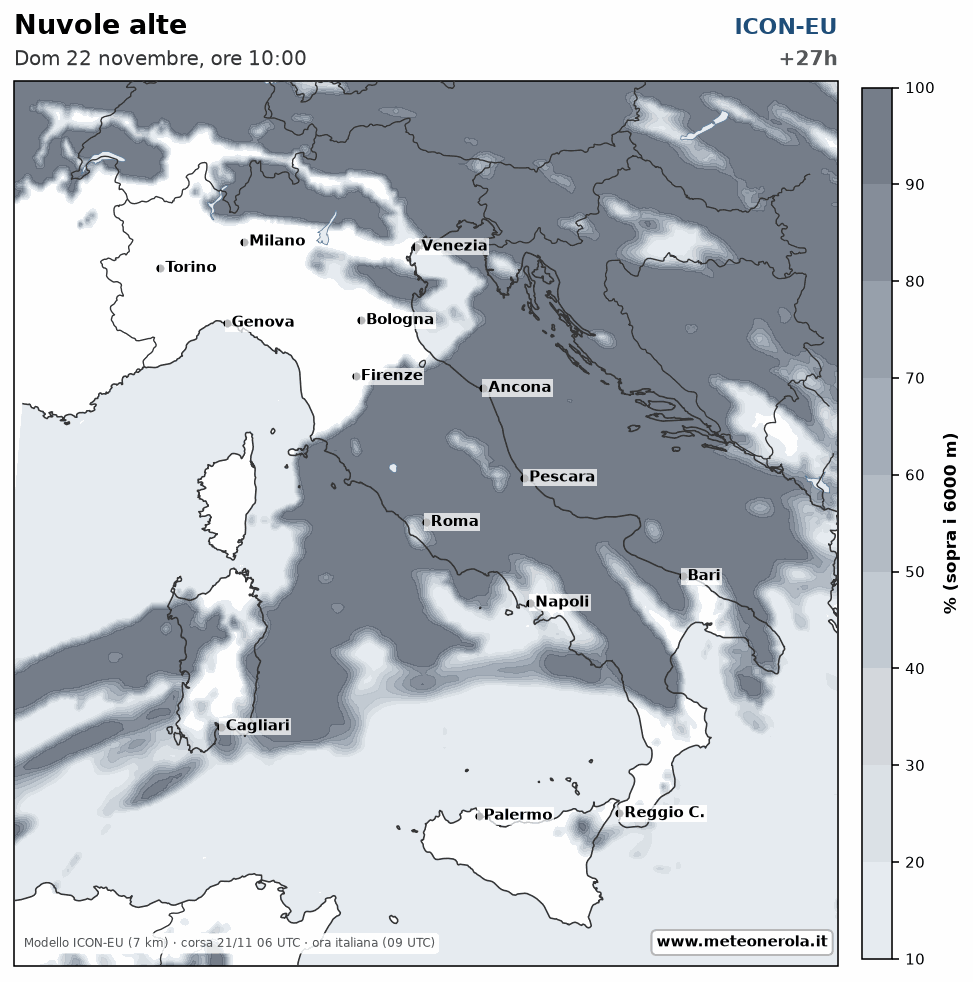 Nuvole alte
ICON-EU
Dom 22 novembre, ore 10:00
+27h
Milano
Venezia
Torino
Genova
Bologna
Firenze
Ancona
Pescara
Roma
Bari
Napoli
Cagliari
Palermo
Reggio C.
100
90
80
70
60
50
40
30
20
10
% (sopra i 6000 m)
Modello ICON-EU (7 km) · corsa 21/11 06 UTC · ora italiana (09 UTC)
www.meteonerola.it